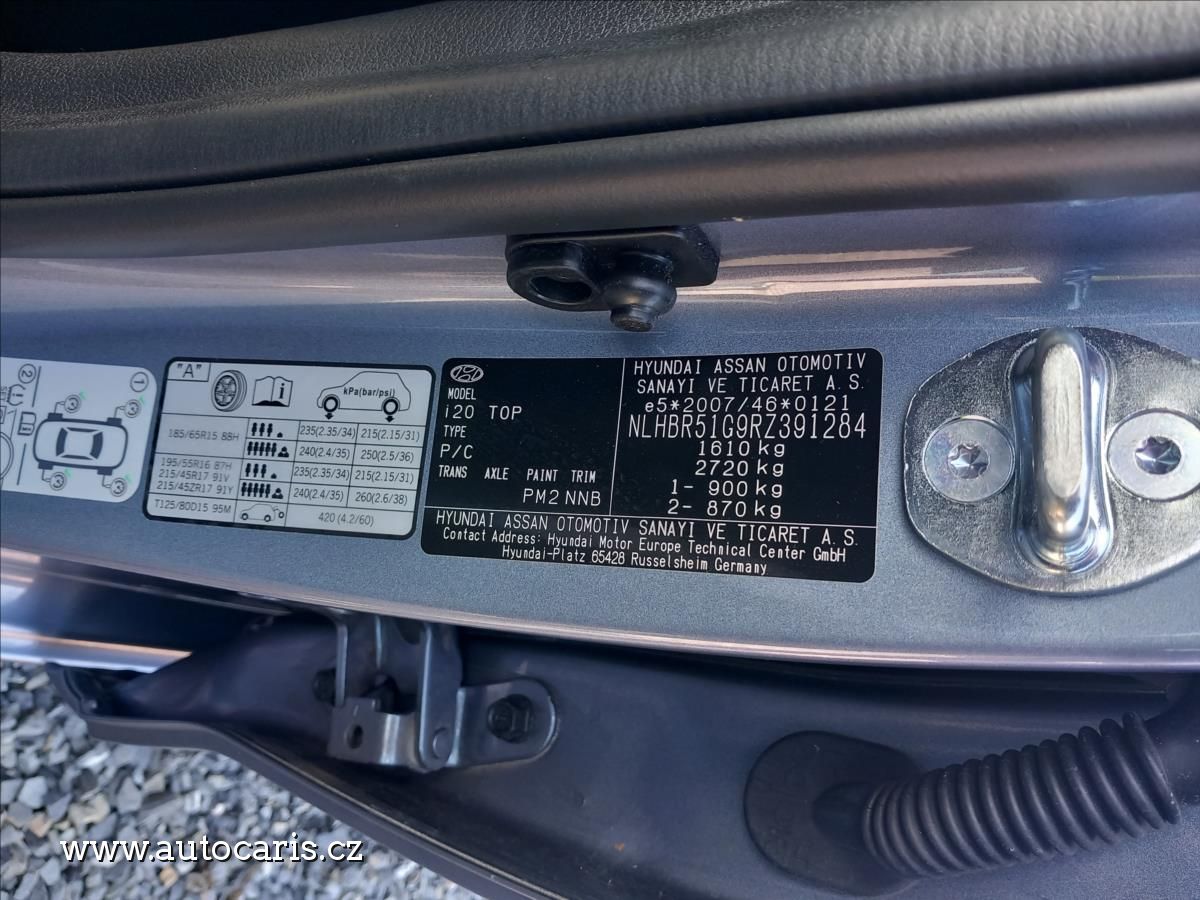 2
1
"A"
kPa(bar/psi)
185/65R15 88H
235(2.35/34) 215(2.15/31)
240(2.4/35) 250(2.5/36)
195/55R16 87H
215/45R17 91V
215/45ZR17 91Y
235(2.35/34) 215(2.15/31)
240(2.4/35) 260(2.6/38)
T125/80D15 95M
420 (4.2/60)
MODEL
i20 TOP
TYPE
P/C
TRANS AXLE PAINT TRIM
PM2 NNB
HYUNDAI ASSAN OTOMOTIV
SANAYI VE TICARET A. S.
e5*2007/46*0121
NLHBR51G9RZ391284
1610 kg
2720 kg
1- 900 kg
2- 870 kg
HYUNDAI ASSAN OTOMOTIV SANAYI VE TICARET A. S.
Contact Address: Hyundai Motor Europe Technical Center GmbH
Hyundai-Platz 65428 Russelsheim Germany
www.autocaris.cz